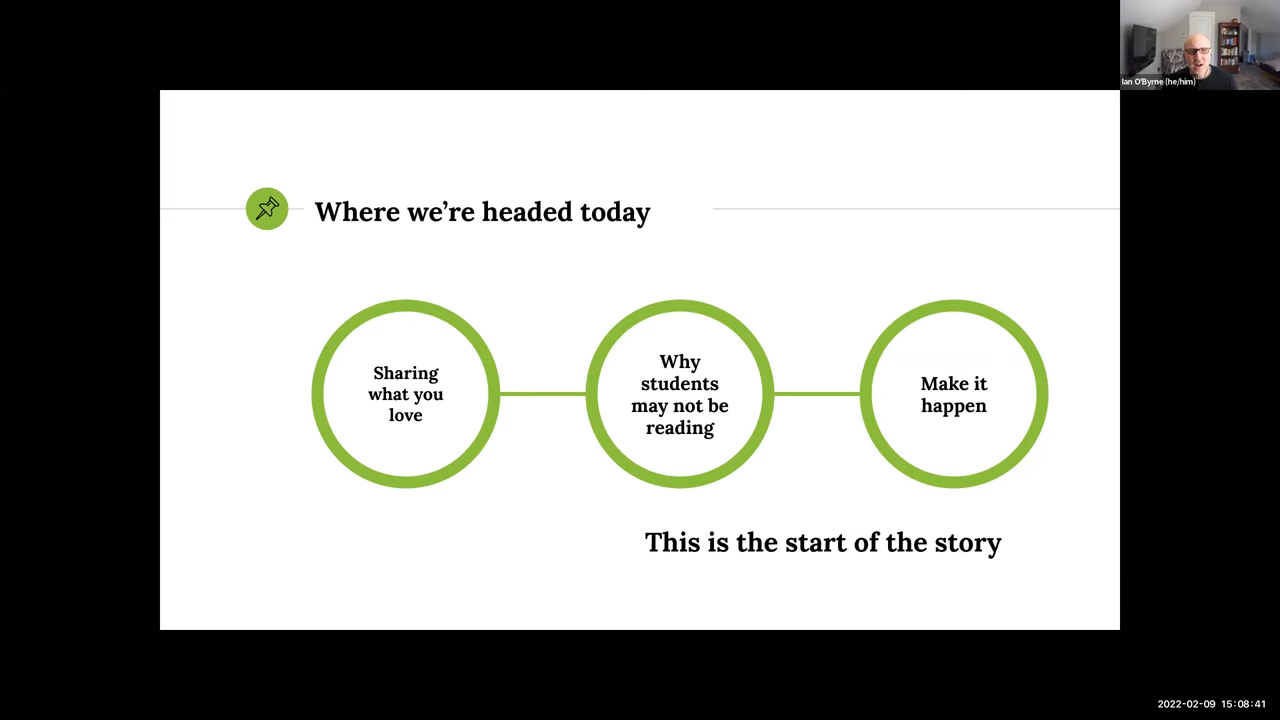 Ian O'Byrne (he/him)
Where we’re headed today
Sharing
what you
love
Why
students
may not be
reading
Make it
happen
This is the start of the story
2022-02-09 15:08:41